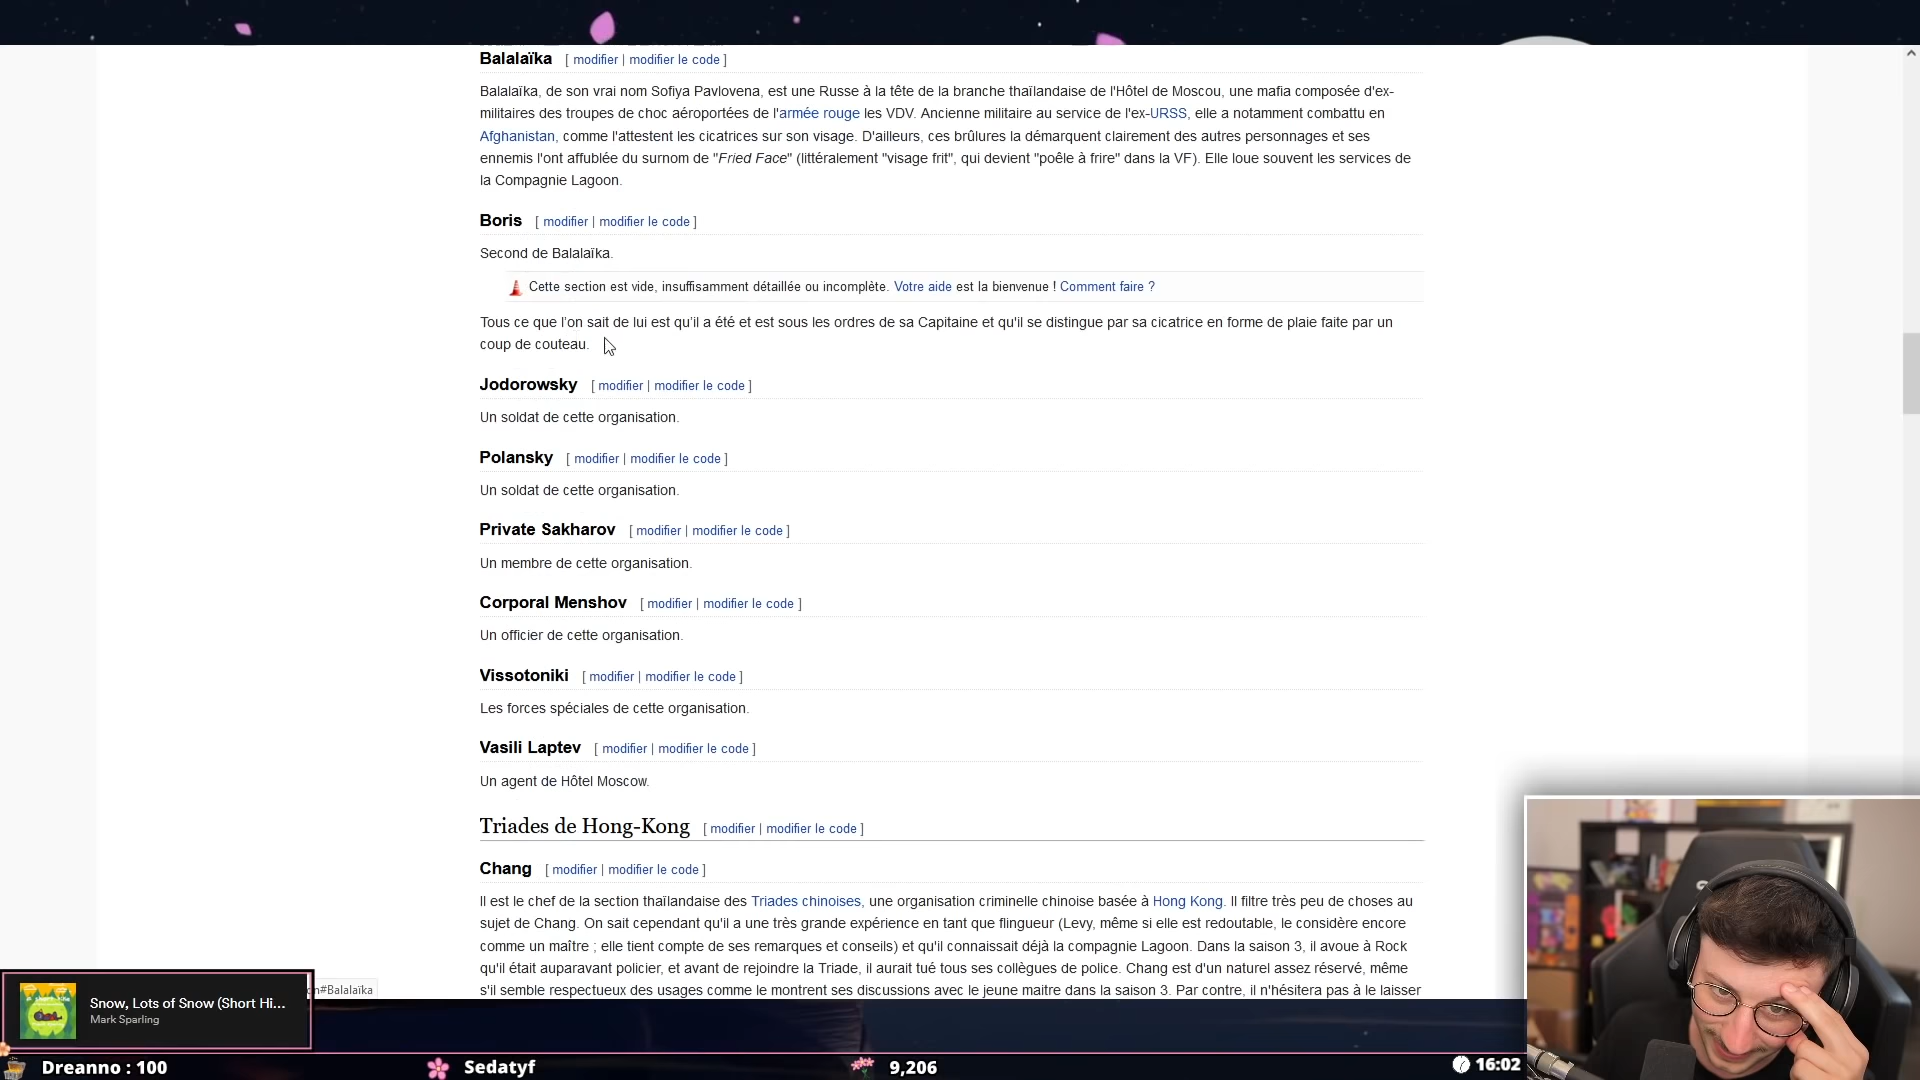 Balalaïka [ modifier | modifier le code ]
Balalaïka, de son vrai nom Sofiya Pavlovena, est une Russe à la tête de la branche thaïlandaise de l'Hôtel de Moscou, une mafia composée d'ex-
militaires des troupes de choc aéroportées de l'armée rouge les VDV. Ancienne militaire au service de l'ex-URSS, elle a notamment combattu en
Afghanistan, comme l'attestent les cicatrices sur son visage. D'ailleurs, ces brûlures la démarquent clairement des autres personnages et ses
ennemis l'ont affublée du surnom de "Fried Face" (littéralement "visage frit", qui devient "poêle à frire" dans la VF). Elle loue souvent les services de
la Compagnie Lagoon.
Boris [ modifier | modifier le code ]
Second de Balalaïka.
Cette section est vide, insuffisamment détaillée ou incomplète. Votre aide est la bienvenue ! Comment faire ?
Tous ce que l'on sait de lui est qu'il a été et est sous les ordres de sa Capitaine et qu'il se distingue par sa cicatrice en forme de plaie faite par un
coup de couteau.
Jodorowsky [ modifier | modifier le code ]
Un soldat de cette organisation.
Polansky [ modifier | modifier le code ]
Un soldat de cette organisation.
Private Sakharov [ modifier | modifier le code ]
Un membre de cette organisation.
Corporal Menshov [ modifier | modifier le code ]
Un officier de cette organisation.
Vissotoniki [ modifier | modifier le code ]
Les forces spéciales de cette organisation.
Vasili Laptev [ modifier | modifier le code ]
Un agent de Hôtel Moscow.
Triades de Hong-Kong [ modifier | modifier le code ]
Chang [ modifier | modifier le code ]
Il est le chef de la section thaïlandaise des Triades chinoises, une organisation criminelle chinoise basée à Hong Kong. Il filtre très peu de choses au
sujet de Chang. On sait cependant qu'il a une très grande expérience en tant que flingueur (Levy, même si elle est redoutable, le considère encore
comme un maître ; elle tient compte de ses remarques et conseils) et qu'il connaissait déjà la compagnie Lagoon. Dans la saison 3, il avoue à Rock
qu'il était auparavant policier, et avant de rejoindre la Triade, il aurait tué tous ses collègues de police. Chang est d'un naturel assez réservé, même
s'il semble respectueux des usages comme le montrent ses discussions avec le jeune maitre dans la saison 3. Par contre, il n'hésitera pas à le laisser
on#Balalaïka
Snow, Lots of Snow (Short Hi...
Mark Sparling
Dreanno : 100
Sedatyf
9,206
16:02